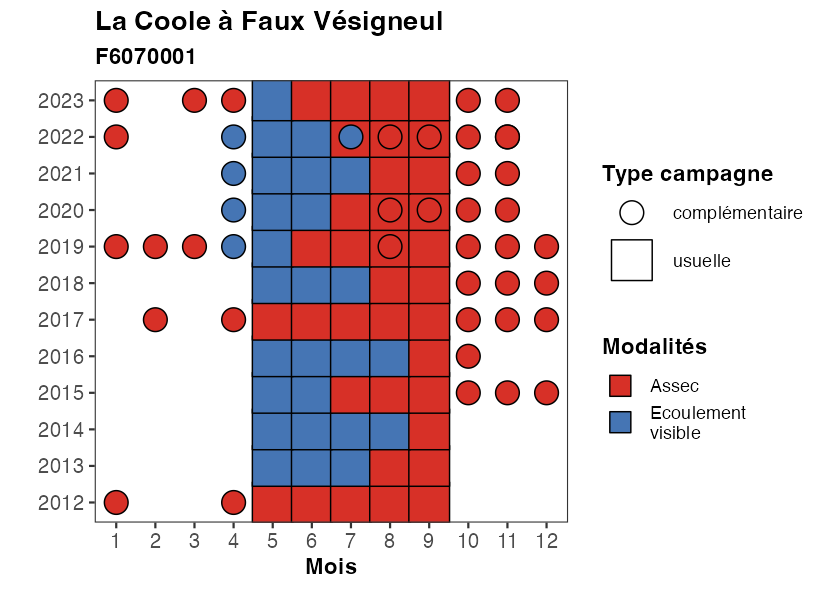 La Coole à Faux Vésigneul
F6070001
2023
2022
2021
2020
2019
2018
2017
2016
2015
2014
2013
2012
1 2 3 4 5 6 7 8 9 10 11 12
Mois
Type campagne
complémentaire
usuelle
Modalités
Assec
Ecoulement
visible